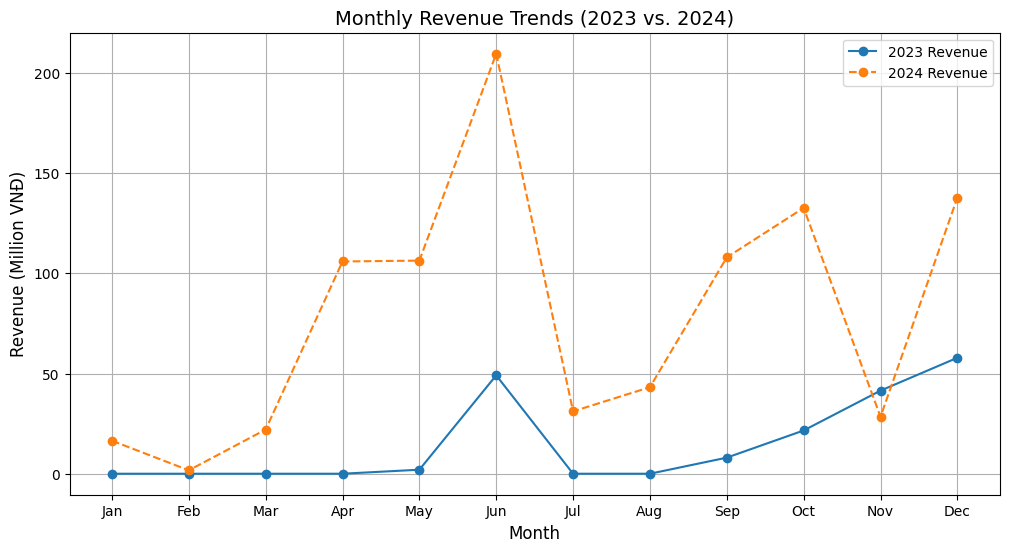 Monthly Revenue Trends (2023 vs. 2024)
2023 Revenue
2024 Revenue
Revenue (Million VNĐ)
200
150
100
50
0
Jan Feb Mar Apr May Jun Jul Aug Sep Oct Nov Dec
Month